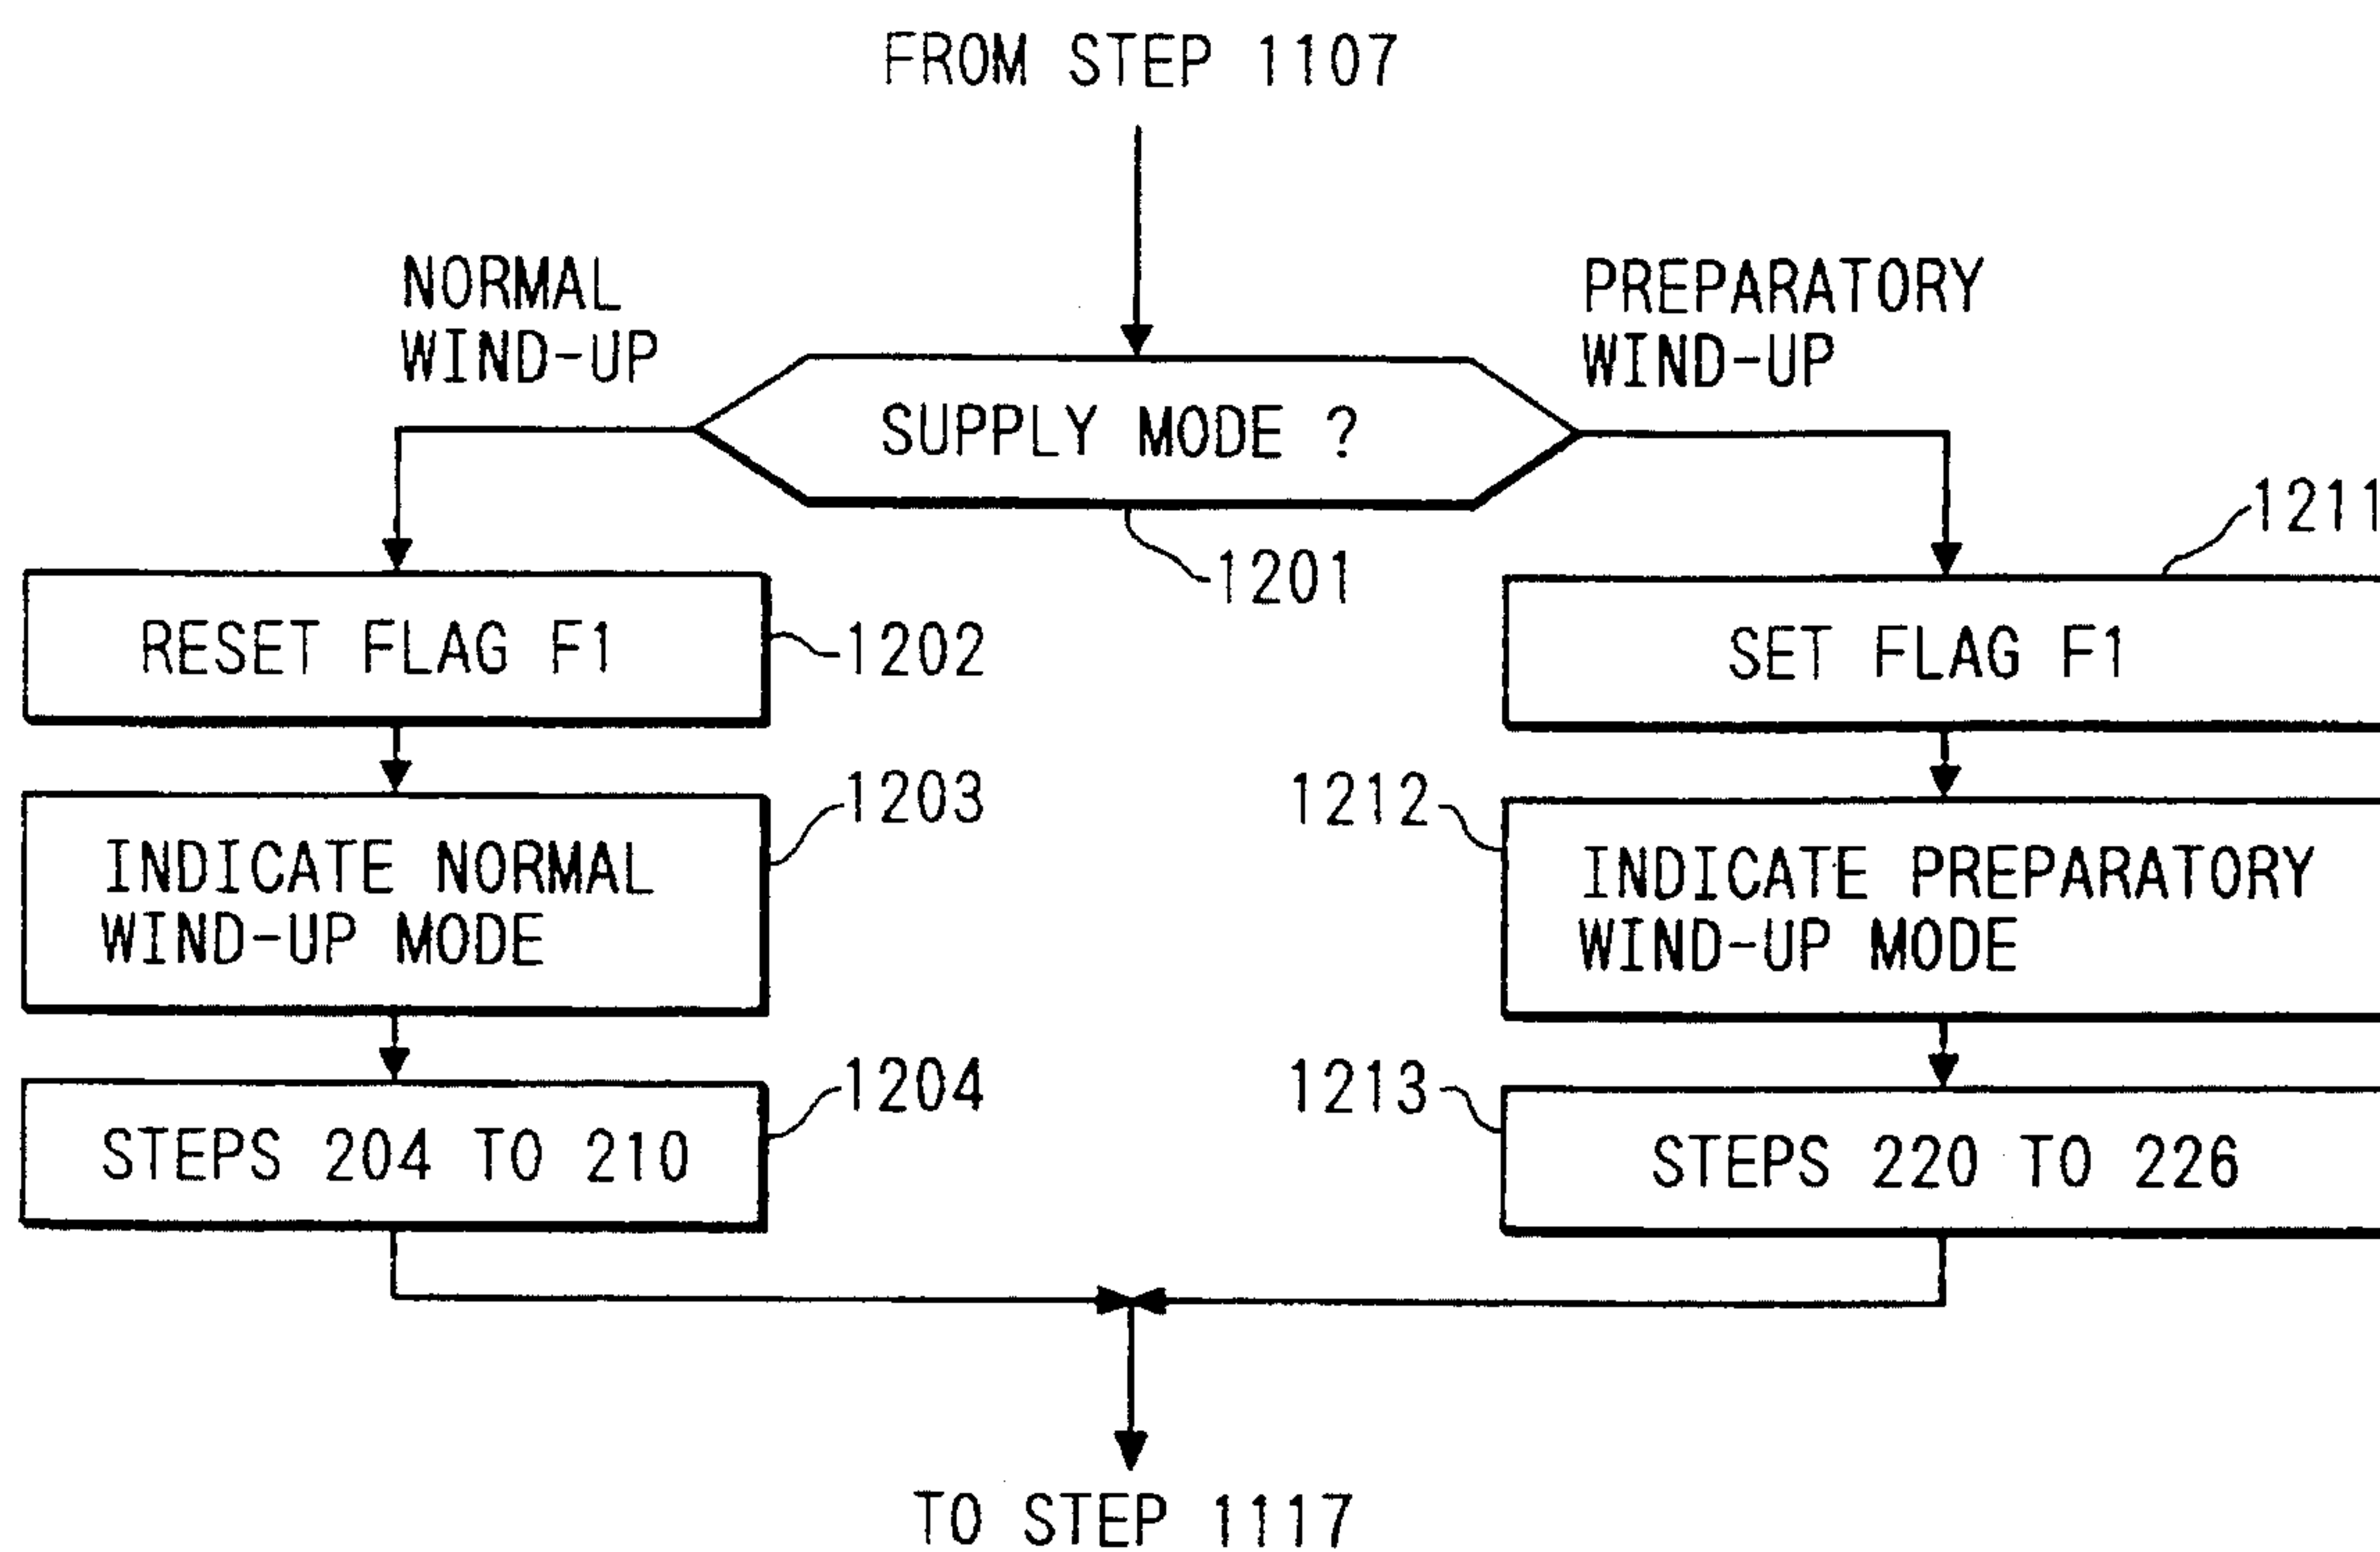 FROM STEP 1107
NORMAL
WIND-UP
PREPARATORY
WIND-UP
SUPPLY MODE ?
1201
1211
RESET FLAG F1
1202
SET FLAG F1
1203
INDICATE NORMAL
WIND-UP MODE
1212
INDICATE PREPARATORY
WIND-UP MODE
1204
STEPS 204 TO 210
1213
STEPS 220 TO 226
TO STEP 1117